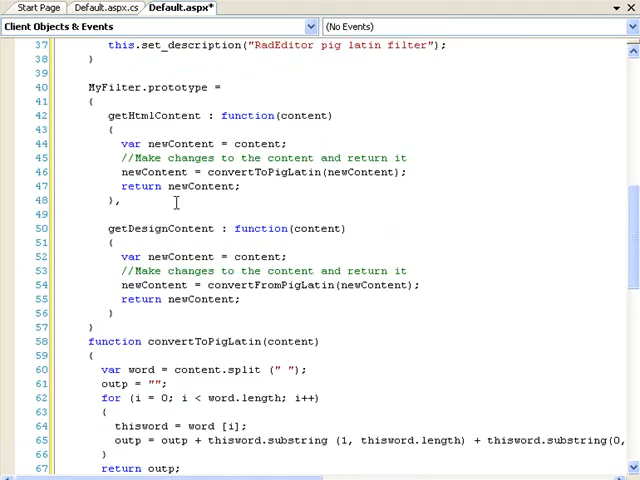 Start Page Default.aspx.cs Default.aspx*
Client Objects & Events (No Events)
37 this.set_description("RadEditor pig latin filter");
38 }
39
40 MyFilter.prototype =
41 {
42 getHtmlContent : function(content)
43 {
44 var newContent = content;
45 //Make changes to the content and return it
46 newContent = convertToPigLatin(newContent);
47 return newContent;
48 },
49
50 getDesignContent : function(content)
51 {
52 var newContent = content;
53 //Make changes to the content and return it
54 newContent = convertFromPigLatin(newContent);
55 return newContent;
56 }
57 }
58 function convertToPigLatin(content)
59 {
60 var word = content.split (" ");
61 outp = "";
62 for (i = 0; i < word.length; i++)
63 {
64 thisword = word [i];
65 outp = outp + thisword.substring (1, thisword.length) + thisword.substring(0,
66 }
67 return outp;